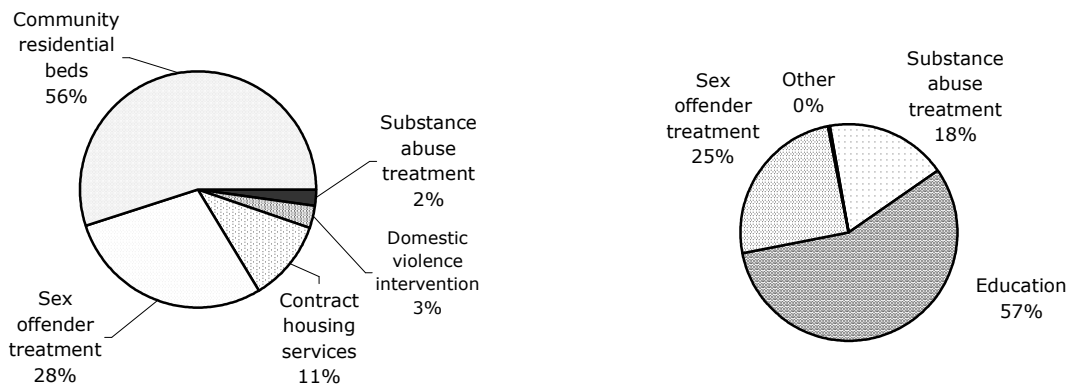 Community
residential
beds
56%
Substance
abuse
treatment
2%
Domestic
violence
intervention
3%
Contract
housing
services
11%
Sex
offender
treatment
28%
Sex
offender
treatment
25%
Other
0%
Substance
abuse
treatment
18%
Education
57%